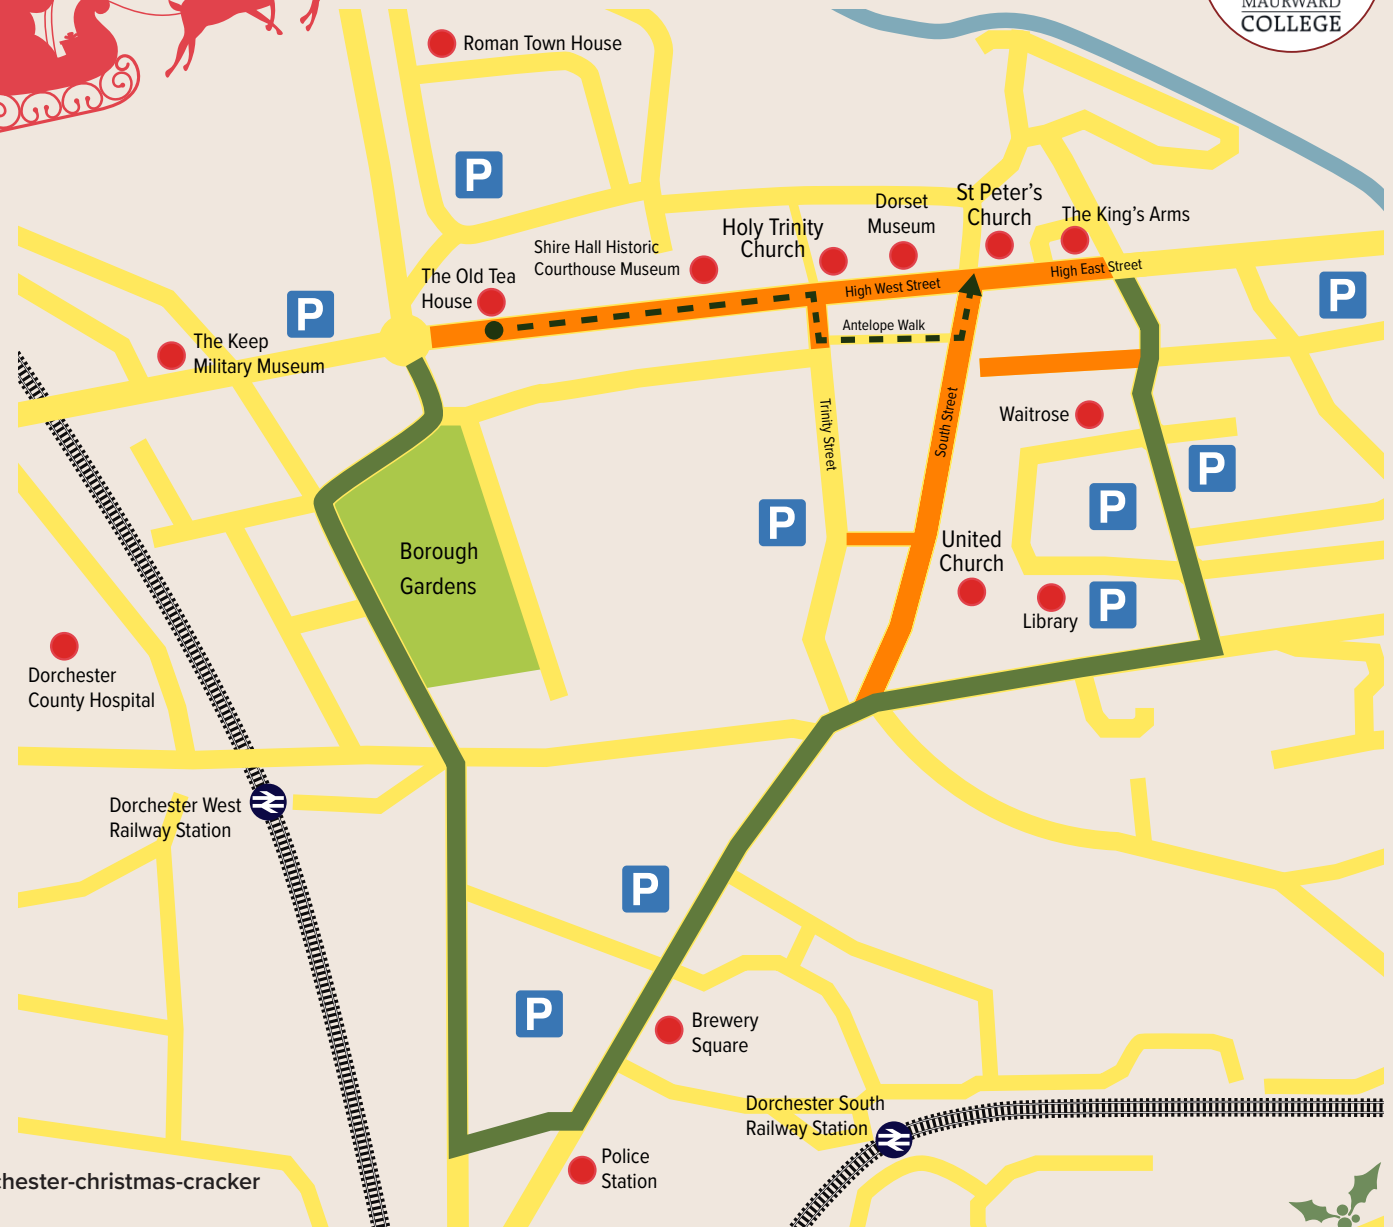 MAURWARD
COLLEGE
Roman Town House
P
St Peter's
Church
Dorset
Museum
The King's Arms
Holy Trinity
Church
Shire Hall Historic
Courthouse Museum
The Old Tea
House
High East Street
High West Street
P
P
Antelope Walk
The Keep
Military Museum
Trinity Street
South Street
Waitrose
P
P
P
United
Church
Borough
Gardens
P
Library
Dorchester
County Hospital
Dorchester West
Railway Station
P
P
Brewery
Square
Dorchester South
Railway Station
Police
Station
chester-christmas-cracker